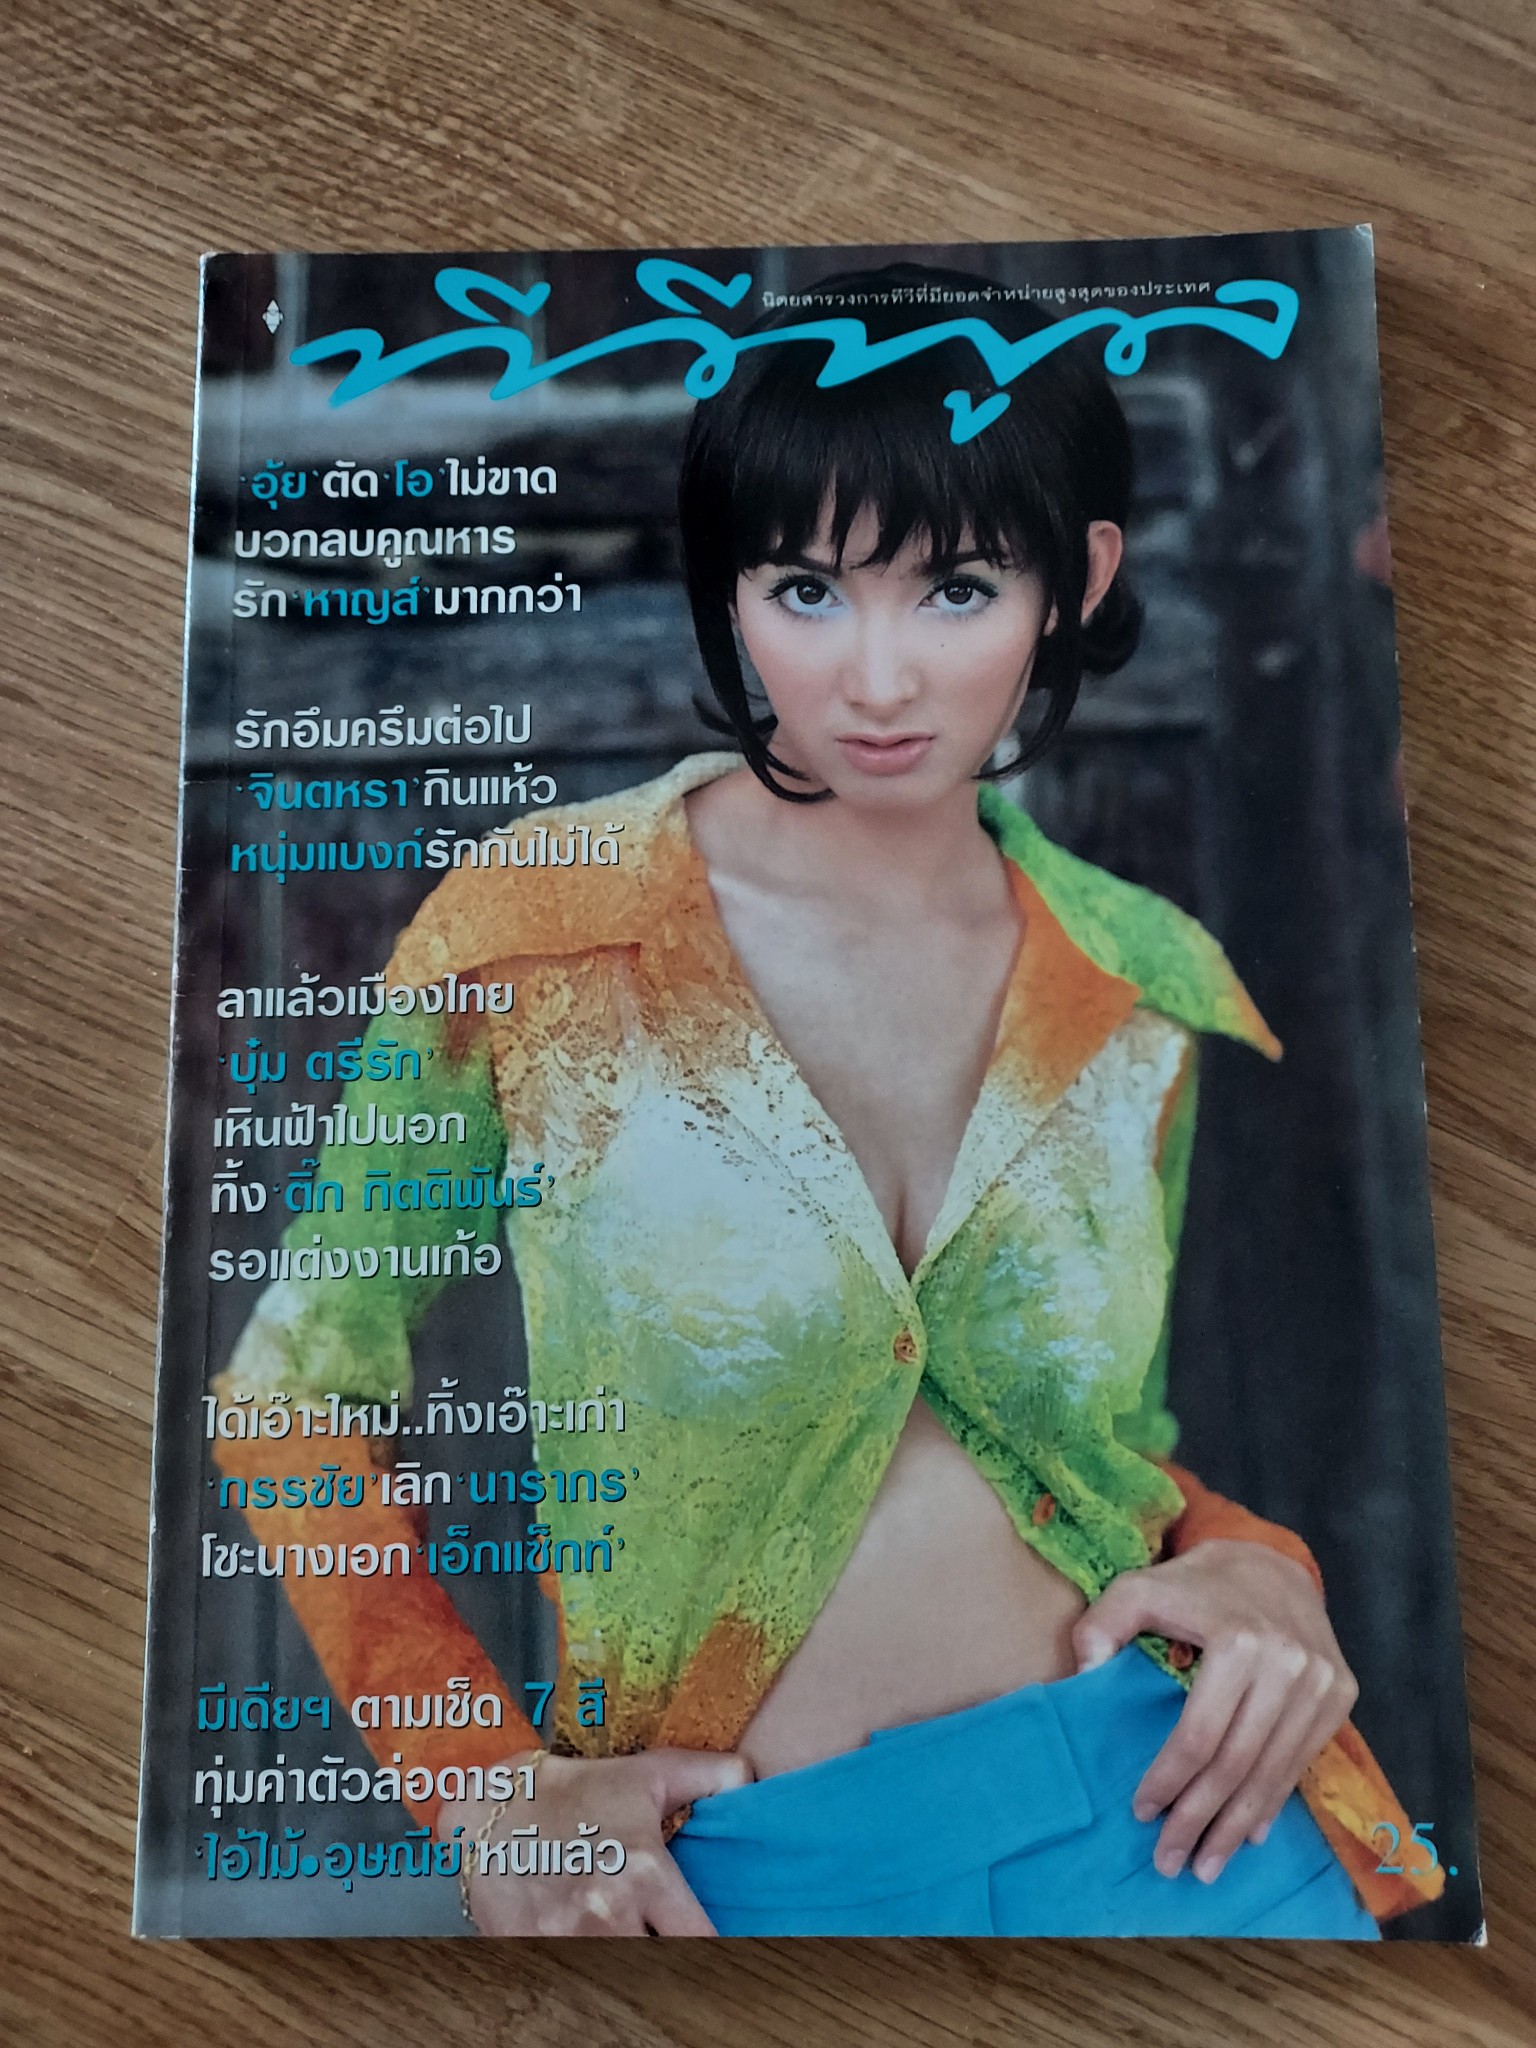 ทีวีพูล
นิตยสารวงการทีวีที่มียอดจำหน่ายสูงสุดของประเทศ
'อุ้ย'ตัด'โอ'ไม่ขาด
บวกลบคูณหาร
รัก'หาญส์'มากกว่า
รักอึมครึมต่อไป
'จินตหรา'กินแห้ว
หนุ่มแบงก์รักกันไม่ได้
ลาแล้วเมืองไทย
'บุ๋ม ตรีรัก'
เหินฟ้าไปนอก
ทิ้ง'ติ๊ก กิตติพันธ์'
รอแต่งงานเก้อ
ได้เอ๊าะใหม่..ทิ้งเอ๊าะเก่า
'กรรชัย'เลิก'นารากร'
โซะนางเอก'เอ็กแซ็กท์'
มีเดียฯ ตามเช็ด 7 สี
ทุ่มค่าตัวล่อดารา
'ไอ้ไม้•อุษณีย์'หนีแล้ว
25.